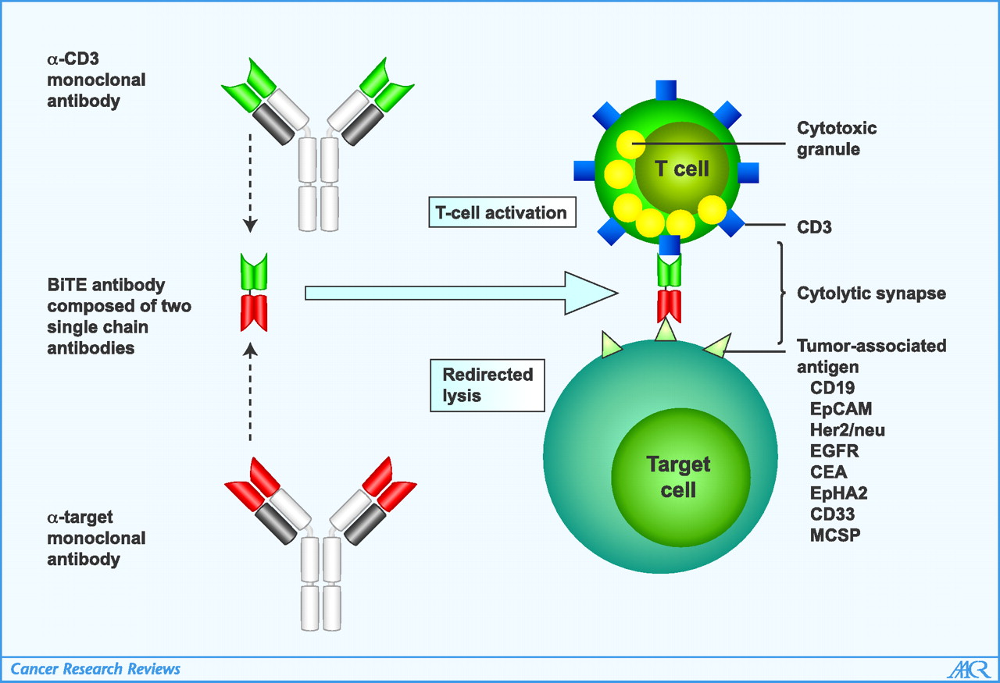 α-CD3
monoclonal
antibody
BiTE antibody
composed of two
single chain
antibodies
α-target
monoclonal
antibody
T-cell activation
Redirected
lysis
T cell
Target
cell
Cytotoxic
granule
CD3
Cytolytic synapse
Tumor-associated
antigen
CD19
EpCAM
Her2/neu
EGFR
CEA
EpHA2
CD33
MCSP
Cancer Research Reviews
AACR